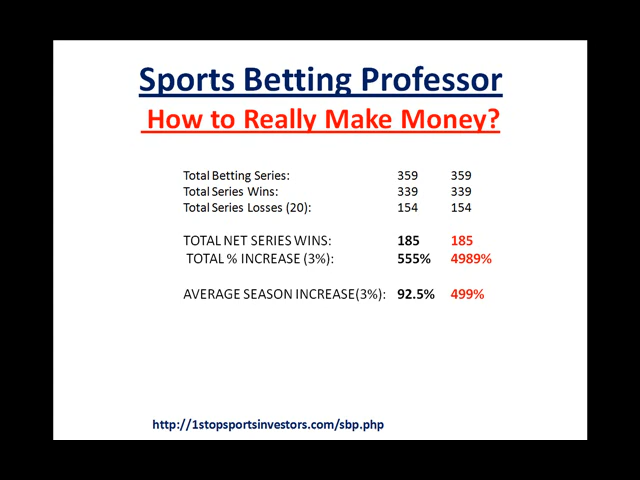 Sports Betting Professor
How to Really Make Money?
Total Betting Series: 359 359
Total Series Wins: 339 339
Total Series Losses (20): 154 154
TOTAL NET SERIES WINS: 185 185
TOTAL % INCREASE (3%): 555% 4989%
AVERAGE SEASON INCREASE(3%): 92.5% 499%
http://1stopsportsinvestors.com/sbp.php